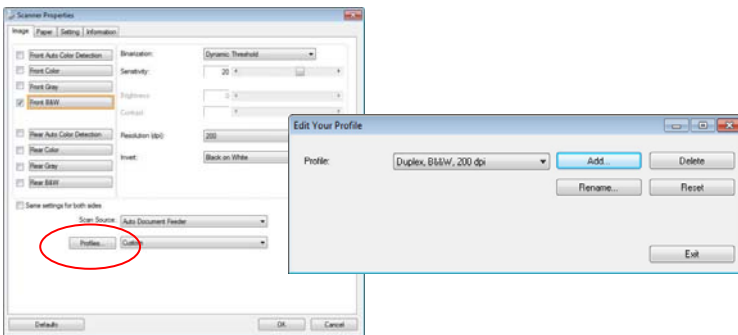 Scanner Properties
Image Paper Setting Information
Front Auto Color Detection
Front Color
Front Gray
Front B&W
Rear Auto Color Detection
Rear Color
Rear Gray
Rear B&W
Binarization: Dynamic Threshold
Sensitivity: 20
Brightness: 0
Contrast:
Resolution (dpi): 200
Invert: Black on White
Same settings for both sides
Scan Source: Auto Document Feeder
Profiles... Custom
Defaults OK Cancel
Edit Your Profile
Profile: Duplex, B&W, 200 dpi Add... Delete
Rename... Reset
Exit